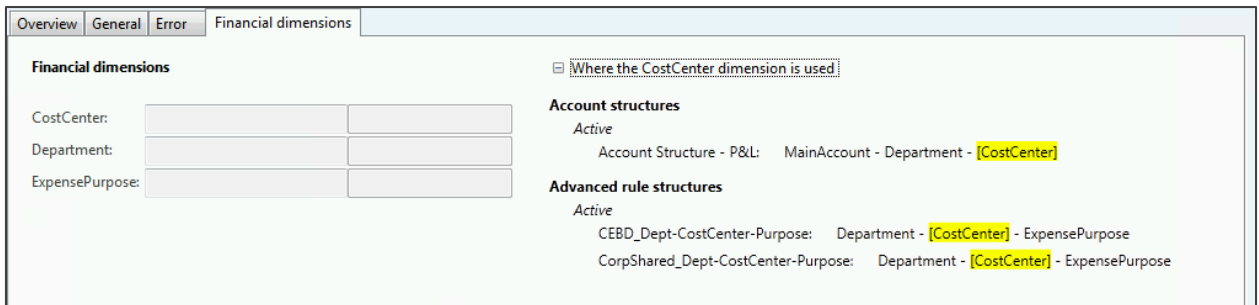 Overview General Error Financial dimensions
Financial dimensions
CostCenter:
Department:
ExpensePurpose:
Where the CostCenter dimension is used
Account structures
Active
Account Structure - P&L: MainAccount - Department - [CostCenter]
Advanced rule structures
Active
CEBD_Dept-CostCenter-Purpose: Department - [CostCenter] - ExpensePurpose
CorpShared_Dept-CostCenter-Purpose: Department - [CostCenter] - ExpensePurpose